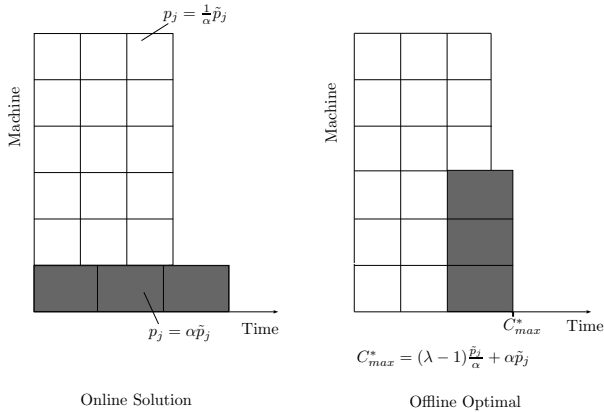 p_j = \frac{1}{\alpha} \tilde{p}_j
Machine
p_j = \alpha \tilde{p}_j
Time
Online Solution
Machine
C^*_{max}
Time
C^*_{max} = (\lambda - 1) \frac{\tilde{p}_j}{\alpha} + \alpha \tilde{p}_j
Offline Optimal